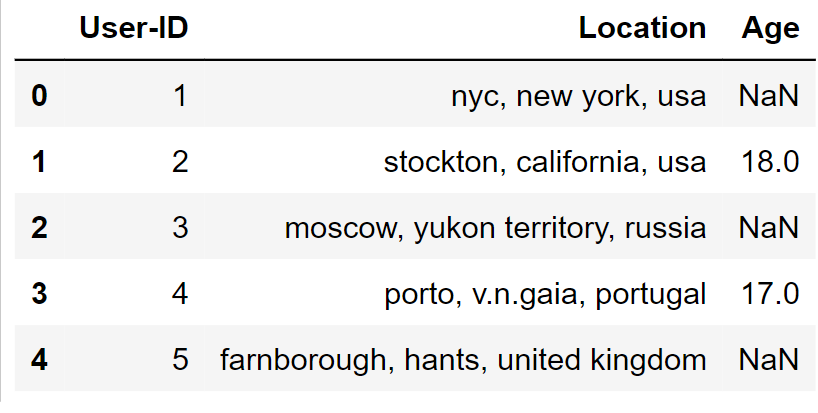 User-ID Location Age
0 1 nyc, new york, usa NaN
1 2 stockton, california, usa 18.0
2 3 moscow, yukon territory, russia NaN
3 4 porto, v.n.gaia, portugal 17.0
4 5 farnborough, hants, united kingdom NaN